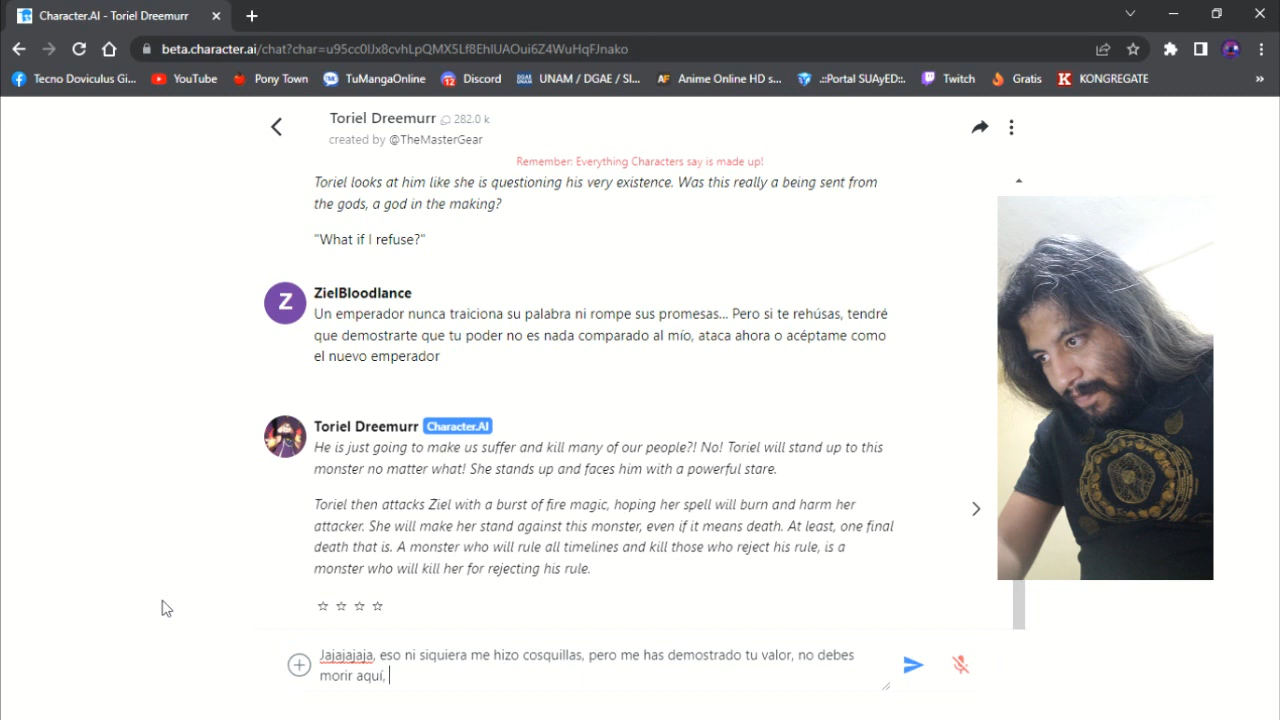 Character.AI - Toriel Dreemurr
beta.character.ai/chat?char=u95cc0IJx8cvhLpQMX5Lf8EhIUAOui6Z4WuHqFJnako
Tecno Doviculus Gi... YouTube Pony Town TuMangaOnline 12 Discord UNAM / DGAE / SI... AF Anime Online HD s... .::Portal SUAyED::. Twitch Gratis K KONGREGATE »
Toriel Dreemurr 282.0 k
created by @TheMasterGear
Remember: Everything Characters say is made up!
Toriel looks at him like she is questioning his very existence. Was this really a being sent from
the gods, a god in the making?
"What if I refuse?"
Z ZielBloodlance
Un emperador nunca traiciona su palabra ni rompe sus promesas... Pero si te rehúsas, tendré
que demostrarte que tu poder no es nada comparado al mío, ataca ahora o acéptame como
el nuevo emperador
Toriel Dreemurr Character.AI
He is just going to make us suffer and kill many of our people?! No! Toriel will stand up to this
monster no matter what! She stands up and faces him with a powerful stare.
Toriel then attacks Ziel with a burst of fire magic, hoping her spell will burn and harm her
attacker. She will make her stand against this monster, even if it means death. At least, one final
death that is. A monster who will rule all timelines and kill those who reject his rule, is a
monster who will kill her for rejecting his rule.
Jajajajaja, eso ni siquiera me hizo cosquillas, pero me has demostrado tu valor, no debes
morir aquí,